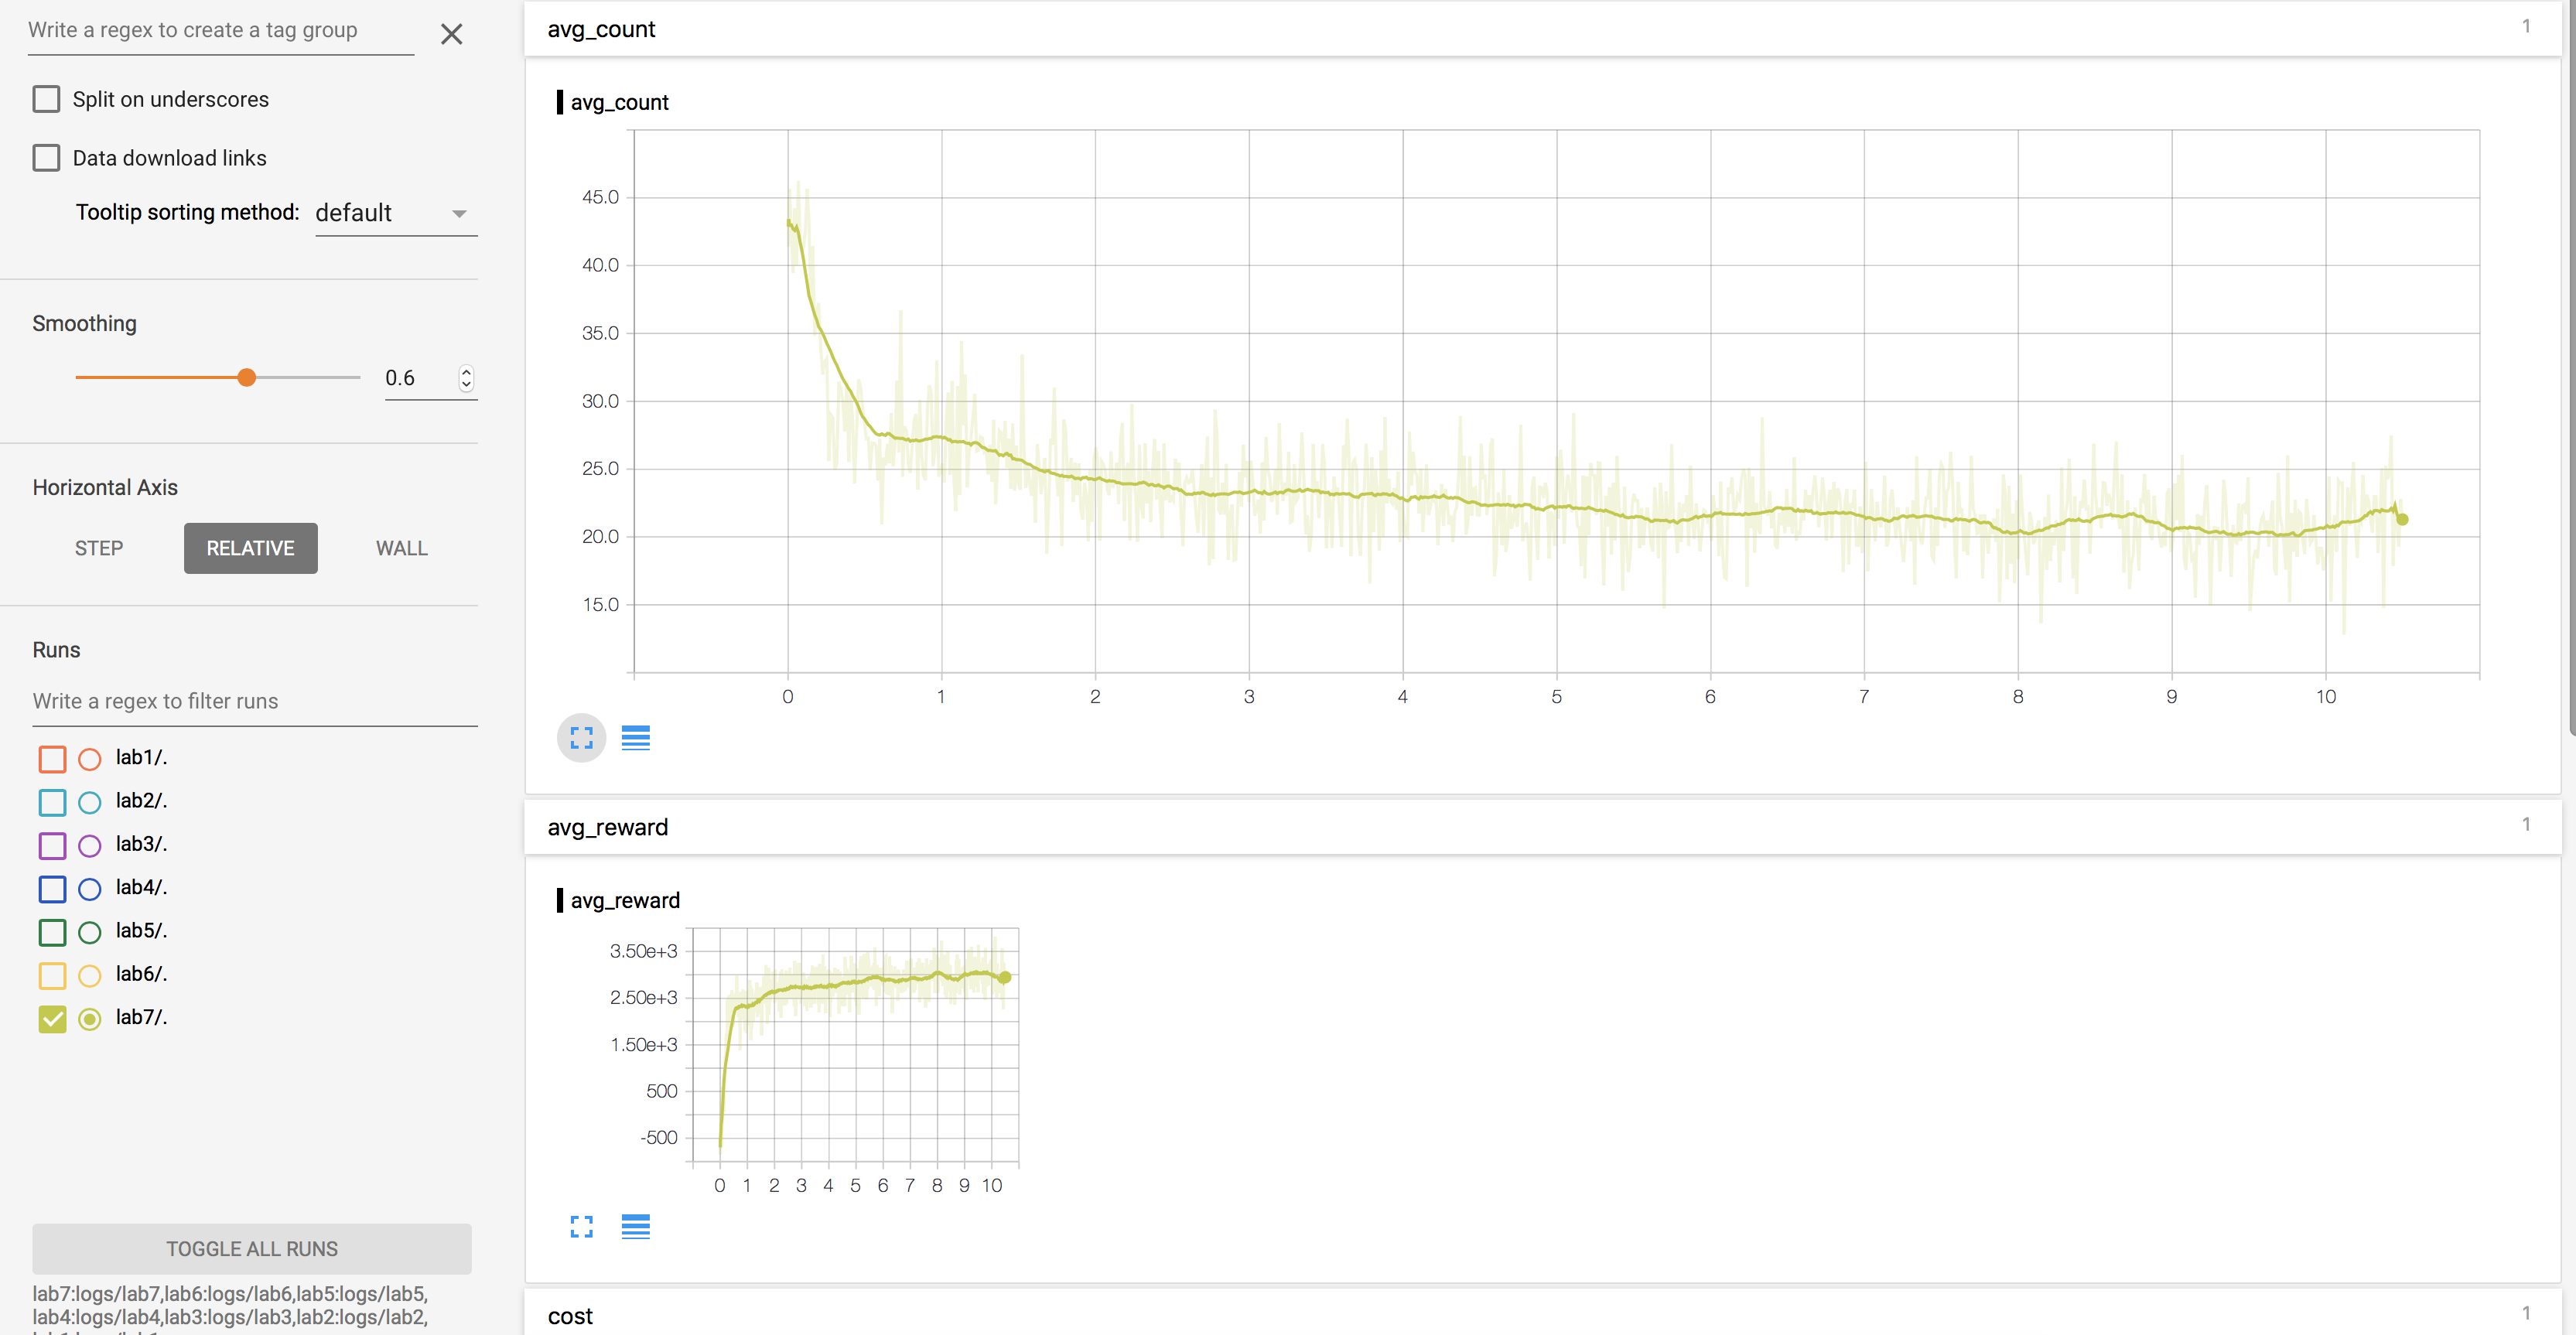 Write a regex to create a tag group
Split on underscores
Data download links
Tooltip sorting method: default
Smoothing
0.6
Horizontal Axis
STEP RELATIVE WALL
Runs
Write a regex to filter runs
lab1/.
lab2/.
lab3/.
lab4/.
lab5/.
lab6/.
lab7/.
TOGGLE ALL RUNS
lab7:logs/lab7,lab6:logs/lab6,lab5:logs/lab5,
lab4:logs/lab4,lab3:logs/lab3,lab2:logs/lab2,
avg_count 1
avg_count
45.0
40.0
35.0
30.0
25.0
20.0
15.0
0 1 2 3 4 5 6 7 8 9 10
avg_reward 1
avg_reward
3.50e+3
2.50e+3
1.50e+3
500
-500
0 1 2 3 4 5 6 7 8 9 10
cost 1